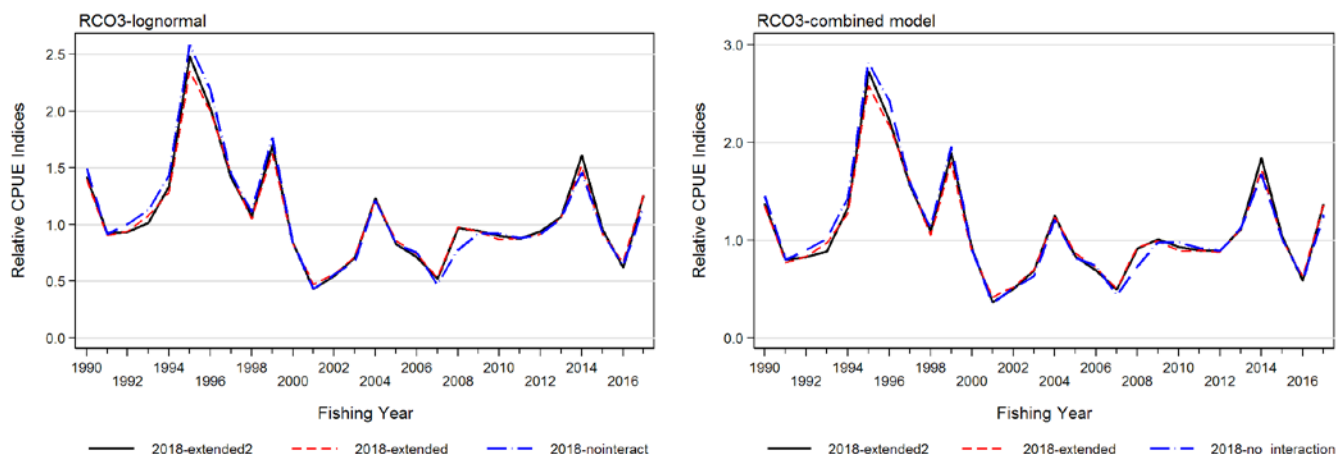 RCO3-lognormal
Relative CPUE Indices
2.5
2.0
1.5
1.0
0.5
0.0
1990 1994 1996 1998 2000 2002 2004 2006 2008 2010 2012 2014 2016
1992
Fishing Year
2018-extended2 2018-extended 2018-nointeract
RCO3-combined model
Relative CPUE Indices
3.0
2.0
1.0
0.0
1990 1994 1998 2002 2006 2010 2014
1992 1996 2000 2004 2008 2012 2016
Fishing Year
2018-extended2 2018-extended 2018-no_interaction